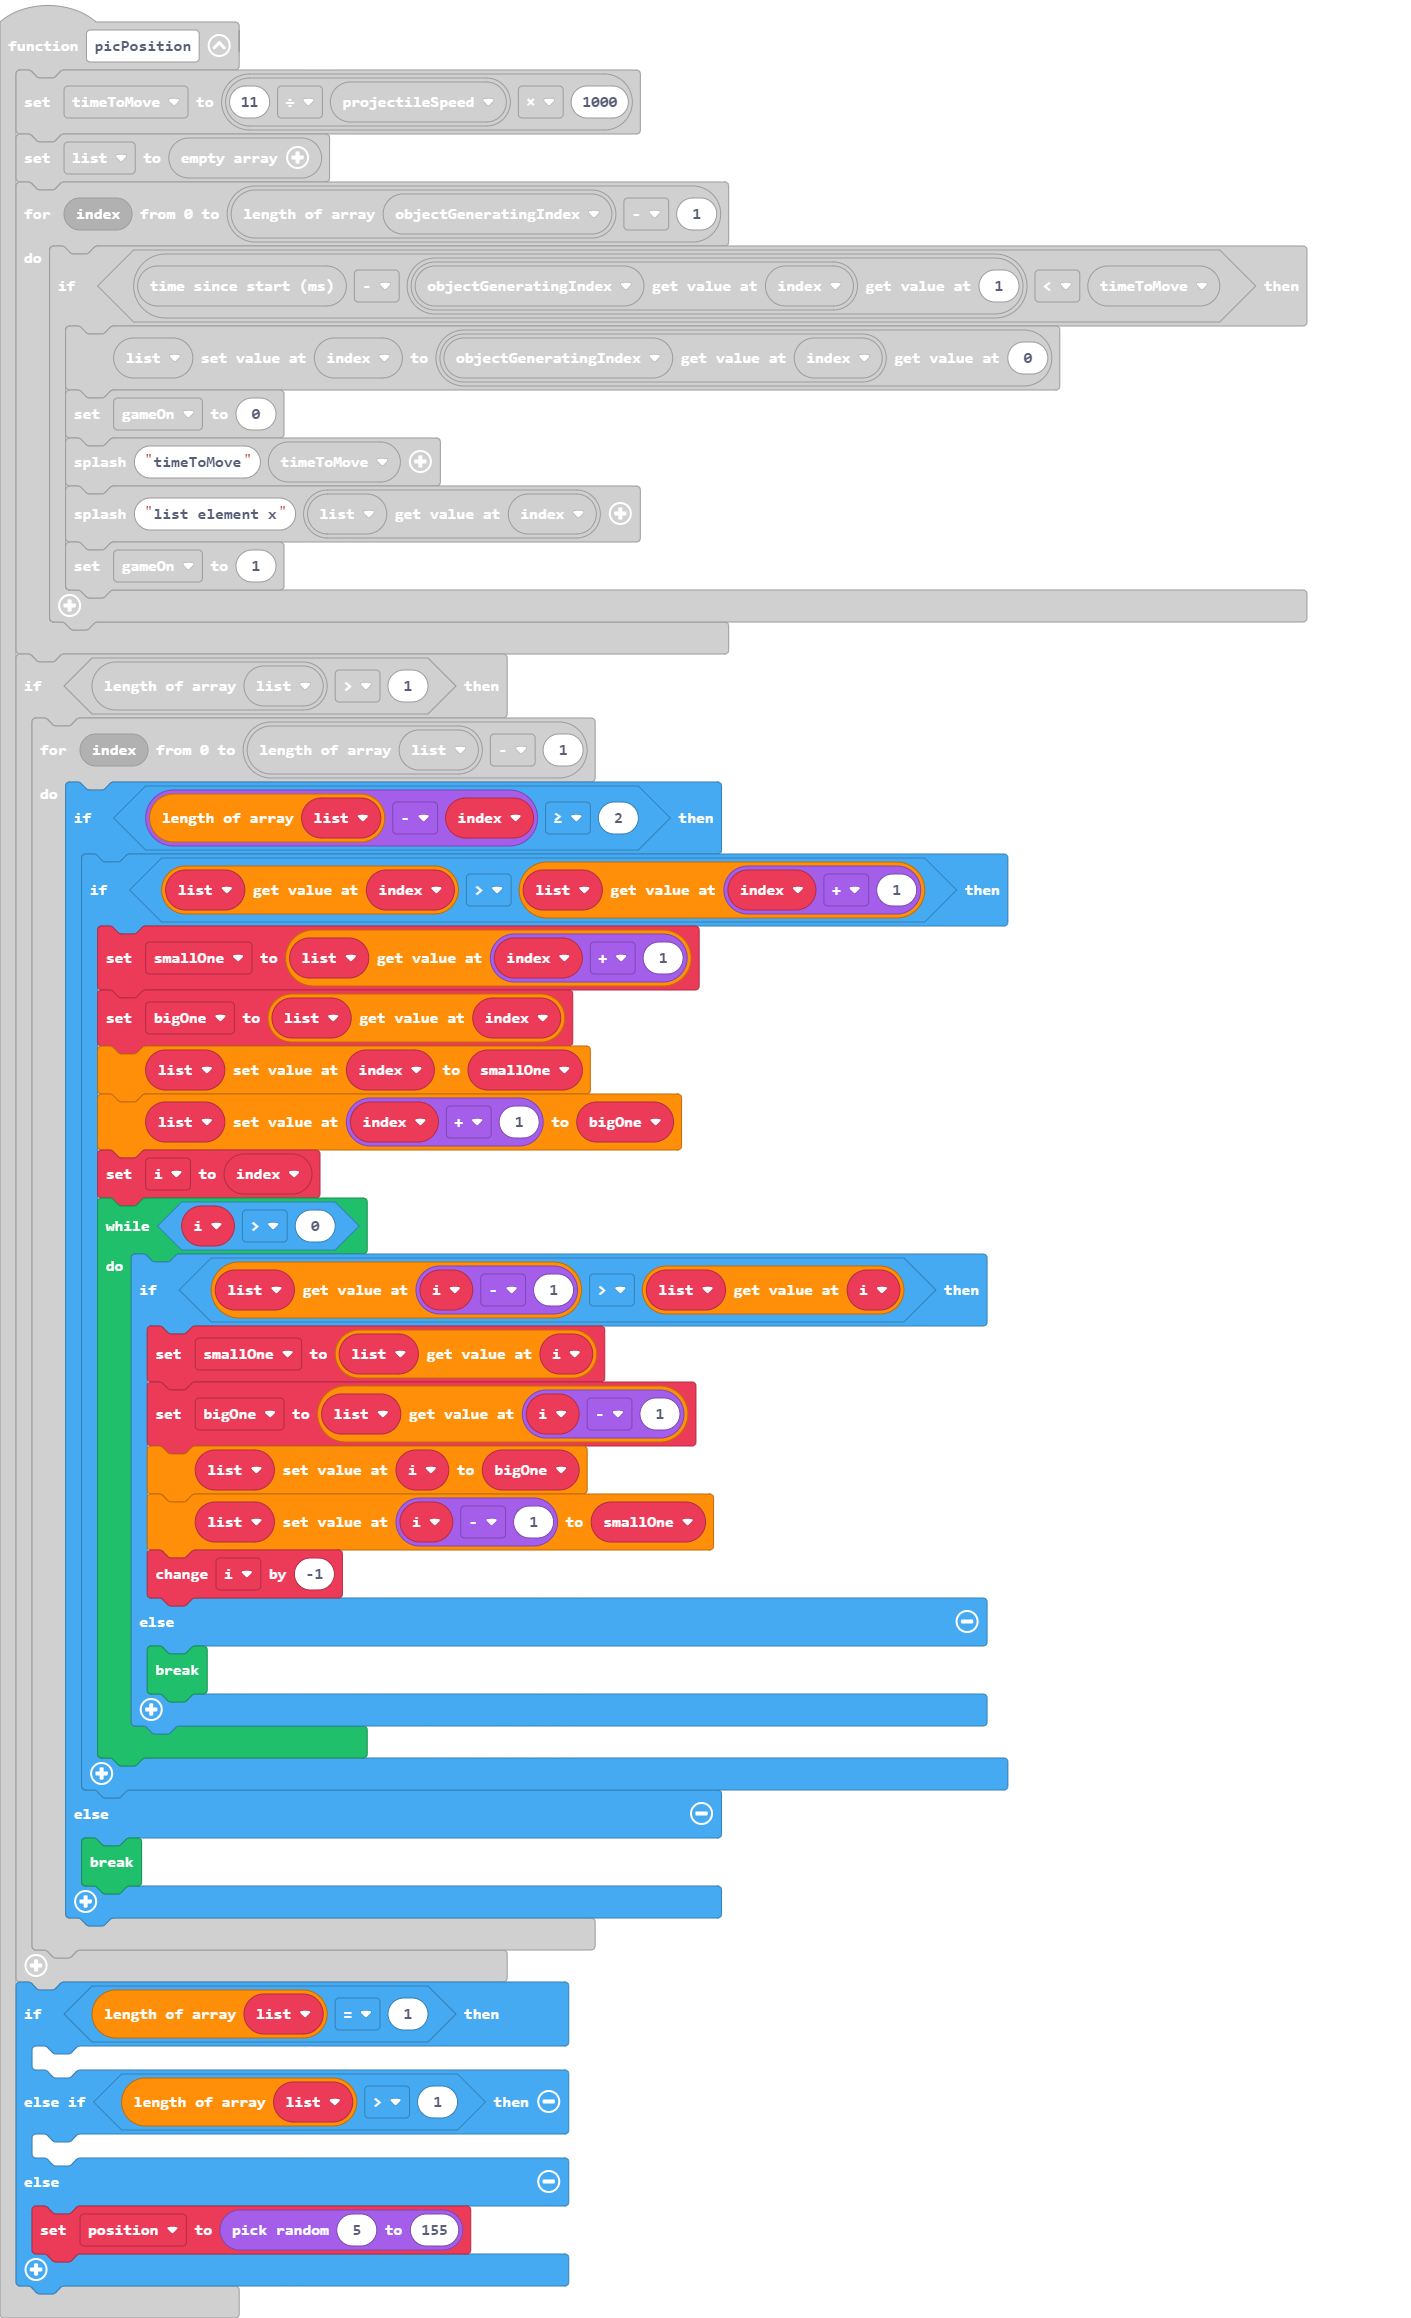 function picPosition
set timeToMove to 11 ÷ projectileSpeed × 1000
set list to empty array
for index from 0 to length of array objectGeneratingIndex - 1
do
if time since start (ms) - objectGeneratingIndex get value at index get value at 1 < timeToMove then
list set value at index to objectGeneratingIndex get value at index get value at 0
set gameOn to 0
splash "timeToMove" timeToMove
splash "list element x" list get value at index
set gameOn to 1
if length of array list > 1 then
for index from 0 to length of array list - 1
do
if length of array list - index ≥ 2 then
if list get value at index > list get value at index + 1 then
set smallOne to list get value at index + 1
set bigOne to list get value at index
list set value at index to smallOne
list set value at index + 1 to bigOne
set i to index
while i > 0
do
if list get value at i - 1 > list get value at i then
set smallOne to list get value at i
set bigOne to list get value at i - 1
list set value at i to bigOne
list set value at i - 1 to smallOne
change i by -1
else
break
else
break
if length of array list = 1 then
else if length of array list > 1 then
else
set position to pick random 5 to 155